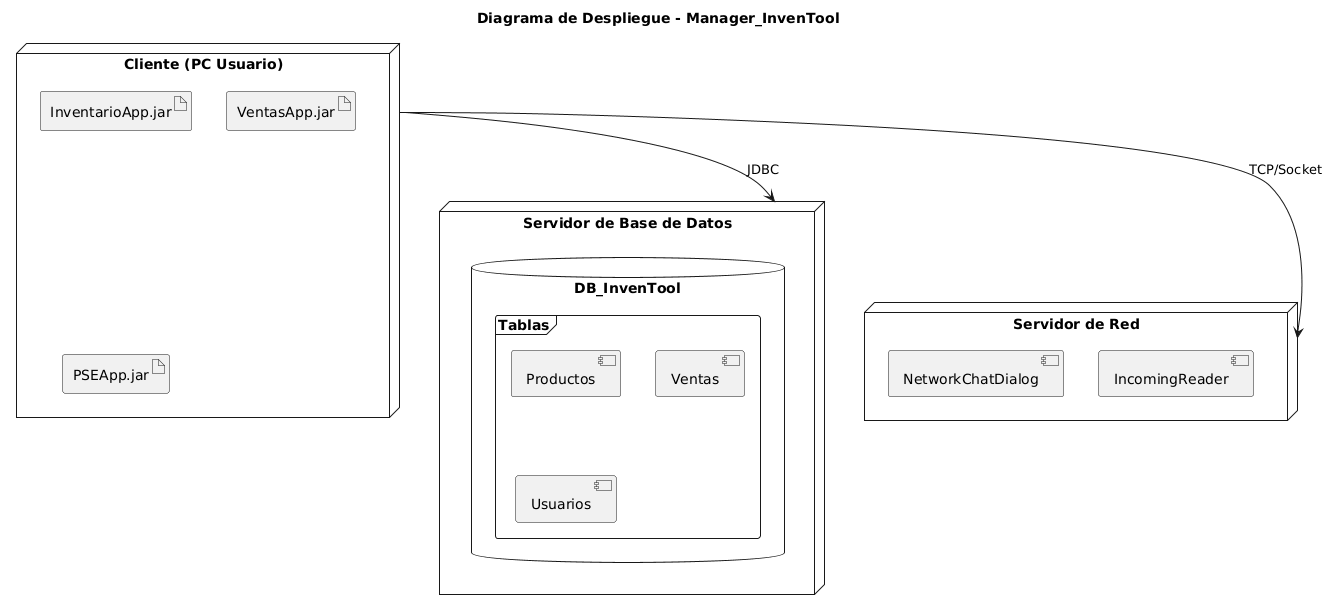 Diagrama de Despliegue - Manager_InvenTool
Cliente (PC Usuario)
InventarioApp.jar
VentasApp.jar
PSEApp.jar
JDBC
TCP/Socket
Servidor de Base de Datos
DB_InvenTool
Tablas
Productos
Ventas
Usuarios
Servidor de Red
NetworkChatDialog
IncomingReader